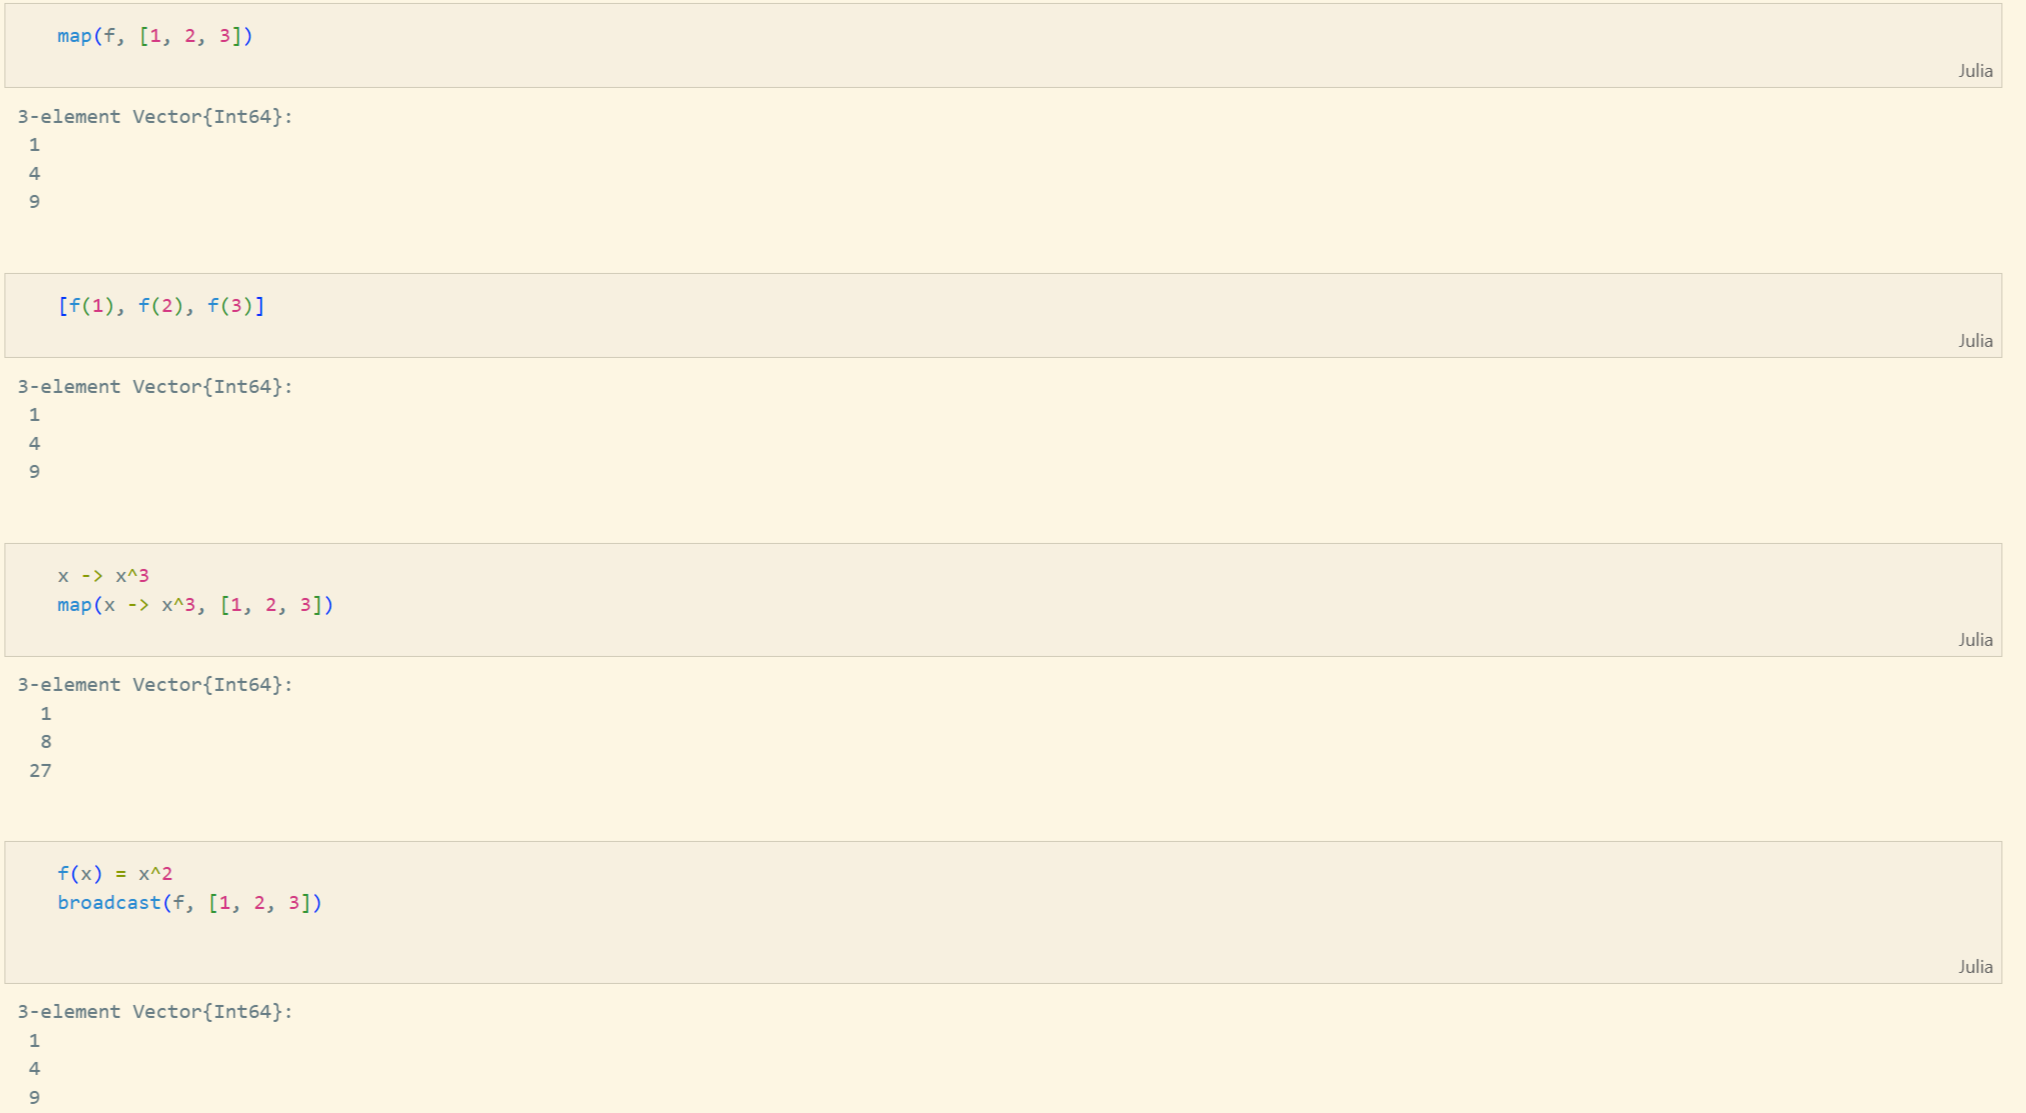 map(f, [1, 2, 3])
Julia
3-element Vector{Int64}:
1
4
9
[f(1), f(2), f(3)]
Julia
3-element Vector{Int64}:
1
4
9
x -> x^3
map(x -> x^3, [1, 2, 3])
Julia
3-element Vector{Int64}:
1
8
27
f(x) = x^2
broadcast(f, [1, 2, 3])
Julia
3-element Vector{Int64}:
1
4
9